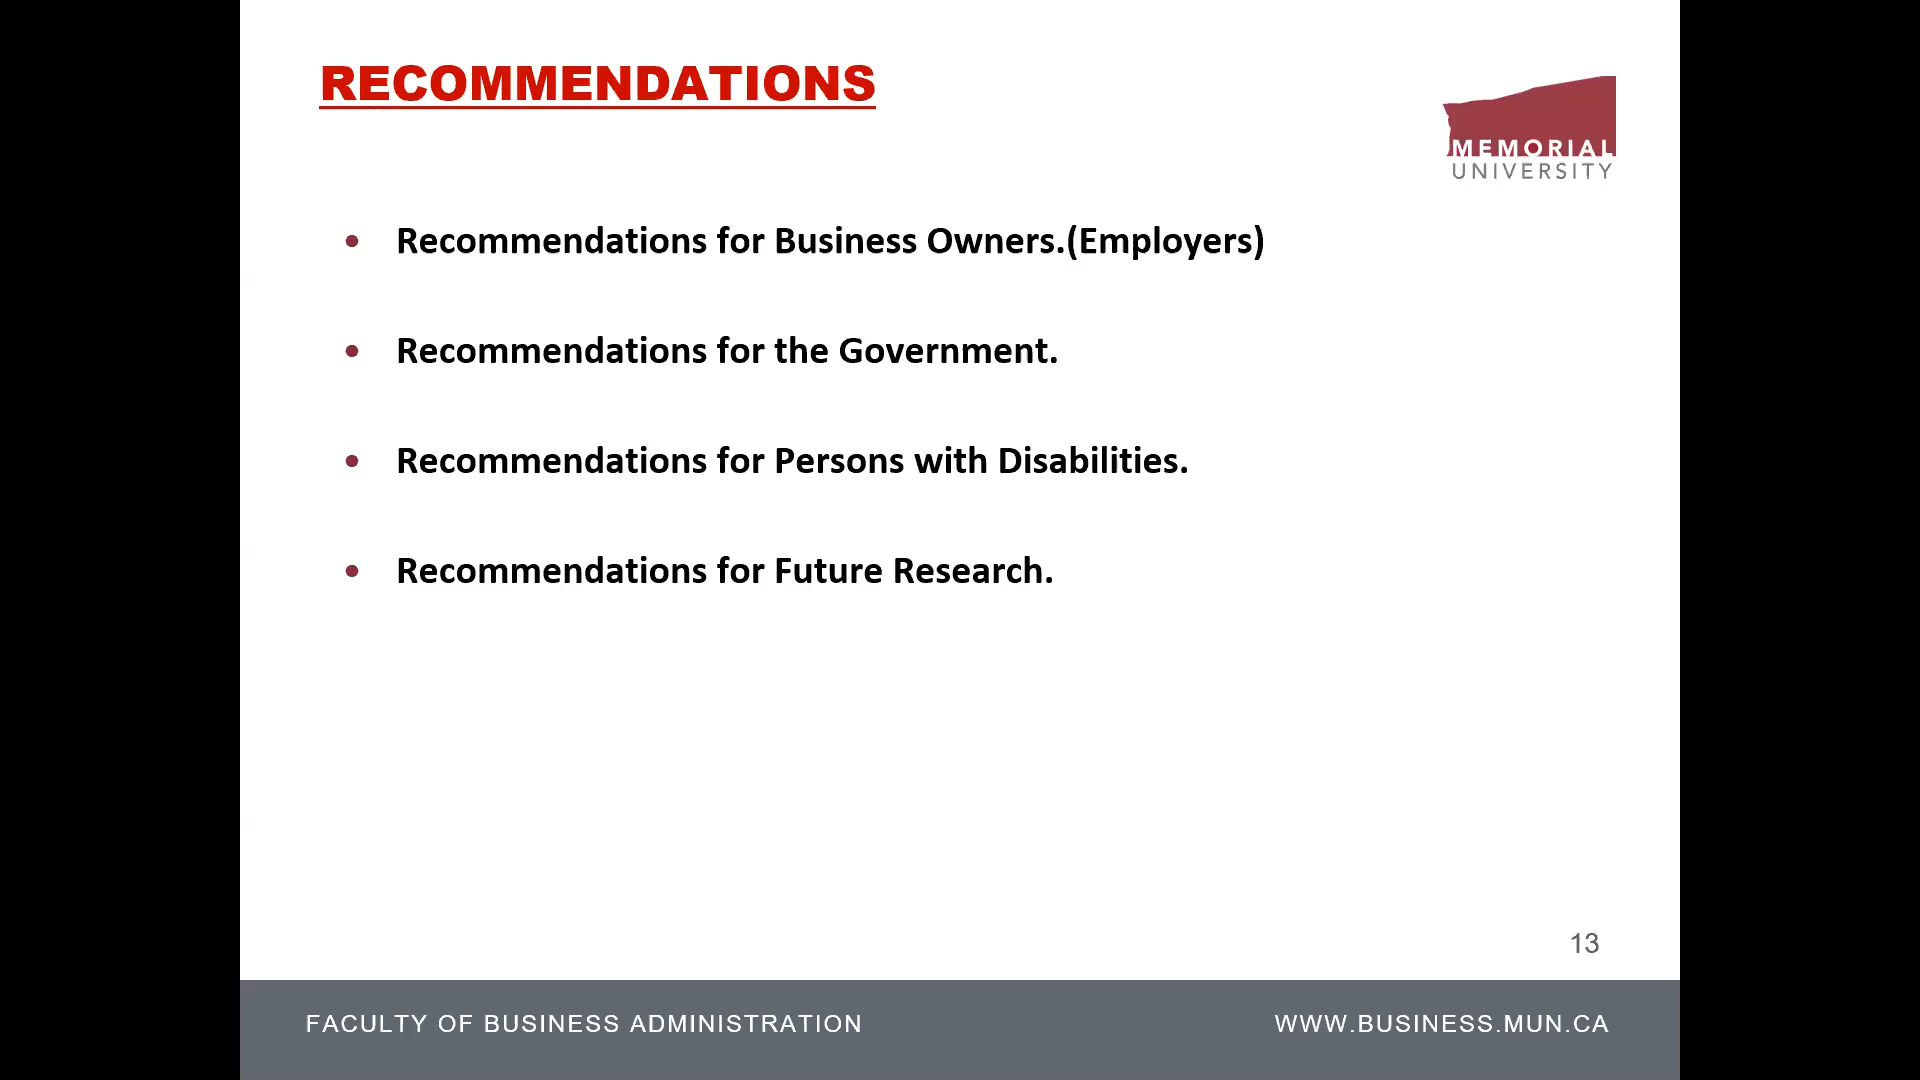 RECOMMENDATIONS
MEMORIAL
UNIVERSITY
• Recommendations for Business Owners.(Employers)
• Recommendations for the Government.
• Recommendations for Persons with Disabilities.
• Recommendations for Future Research.
13
FACULTY OF BUSINESS ADMINISTRATION
WWW.BUSINESS.MUN.CA